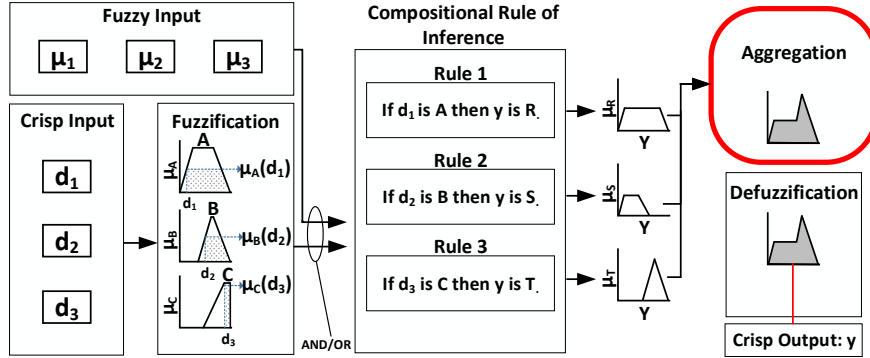 Fuzzy Input
μ1 μ2 μ3
Crisp Input
d1
d2
d3
Fuzzification
A
μA
μA(d1)
d1
B
μB
μB(d2)
d2
C
μC
μC(d3)
d3
AND/OR
Compositional Rule of
Inference
Rule 1
If d1 is A then y is R.
Rule 2
If d2 is B then y is S.
Rule 3
If d3 is C then y is T.
μR
Y
μS
Y
μT
Y
Aggregation
Defuzzification
Crisp Output: y